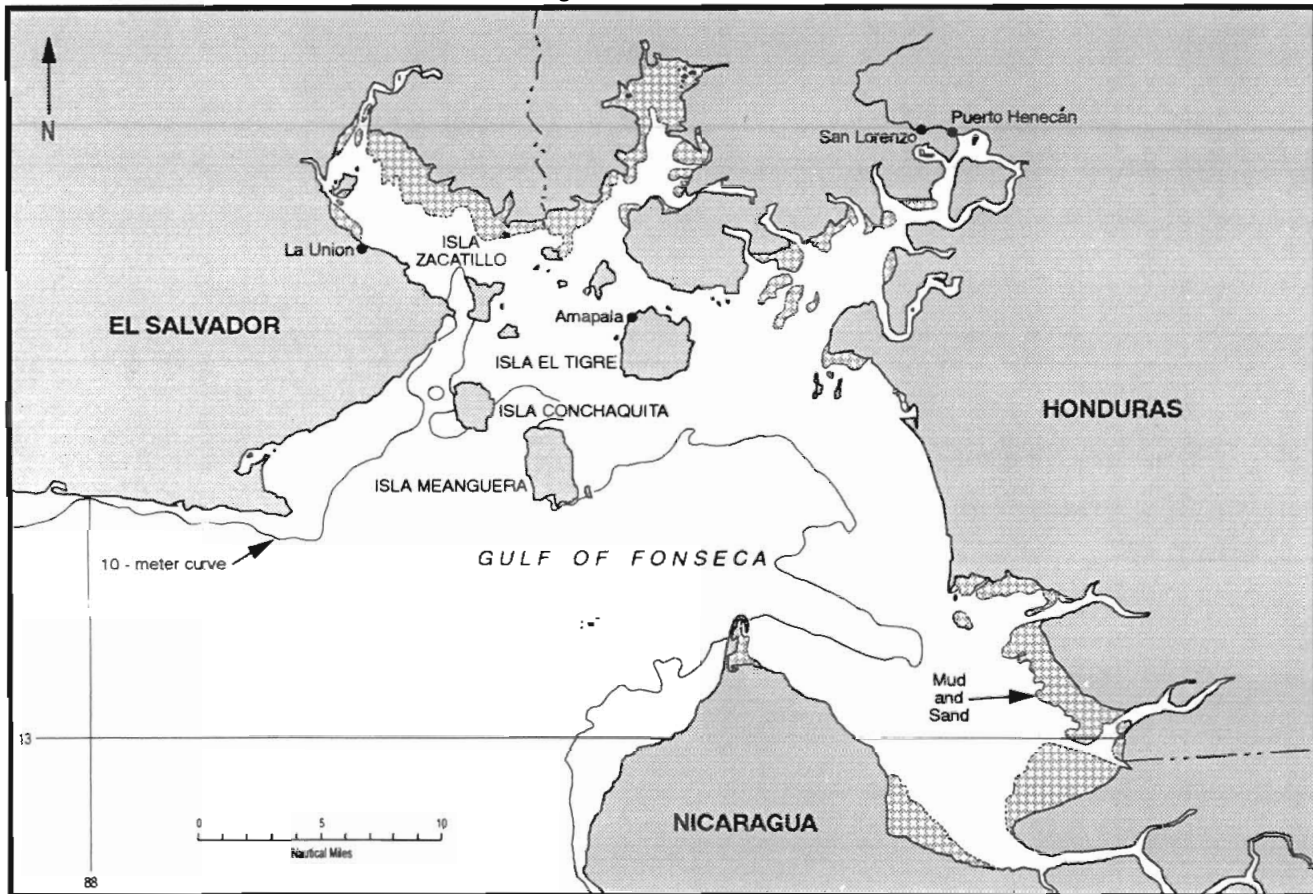 N
Puerto Henecán
San Lorenzo
La Union
ISLA
ZACATILLO
EL SALVADOR
Amapala
ISLA EL TIGRE
ISLA CONCHAQUITA
HONDURAS
ISLA MEANGUERA
10 - meter curve
GULF OF FONSECA
Mud
and
Sand
13
NICARAGUA
0 5 10
Nautical Miles
88